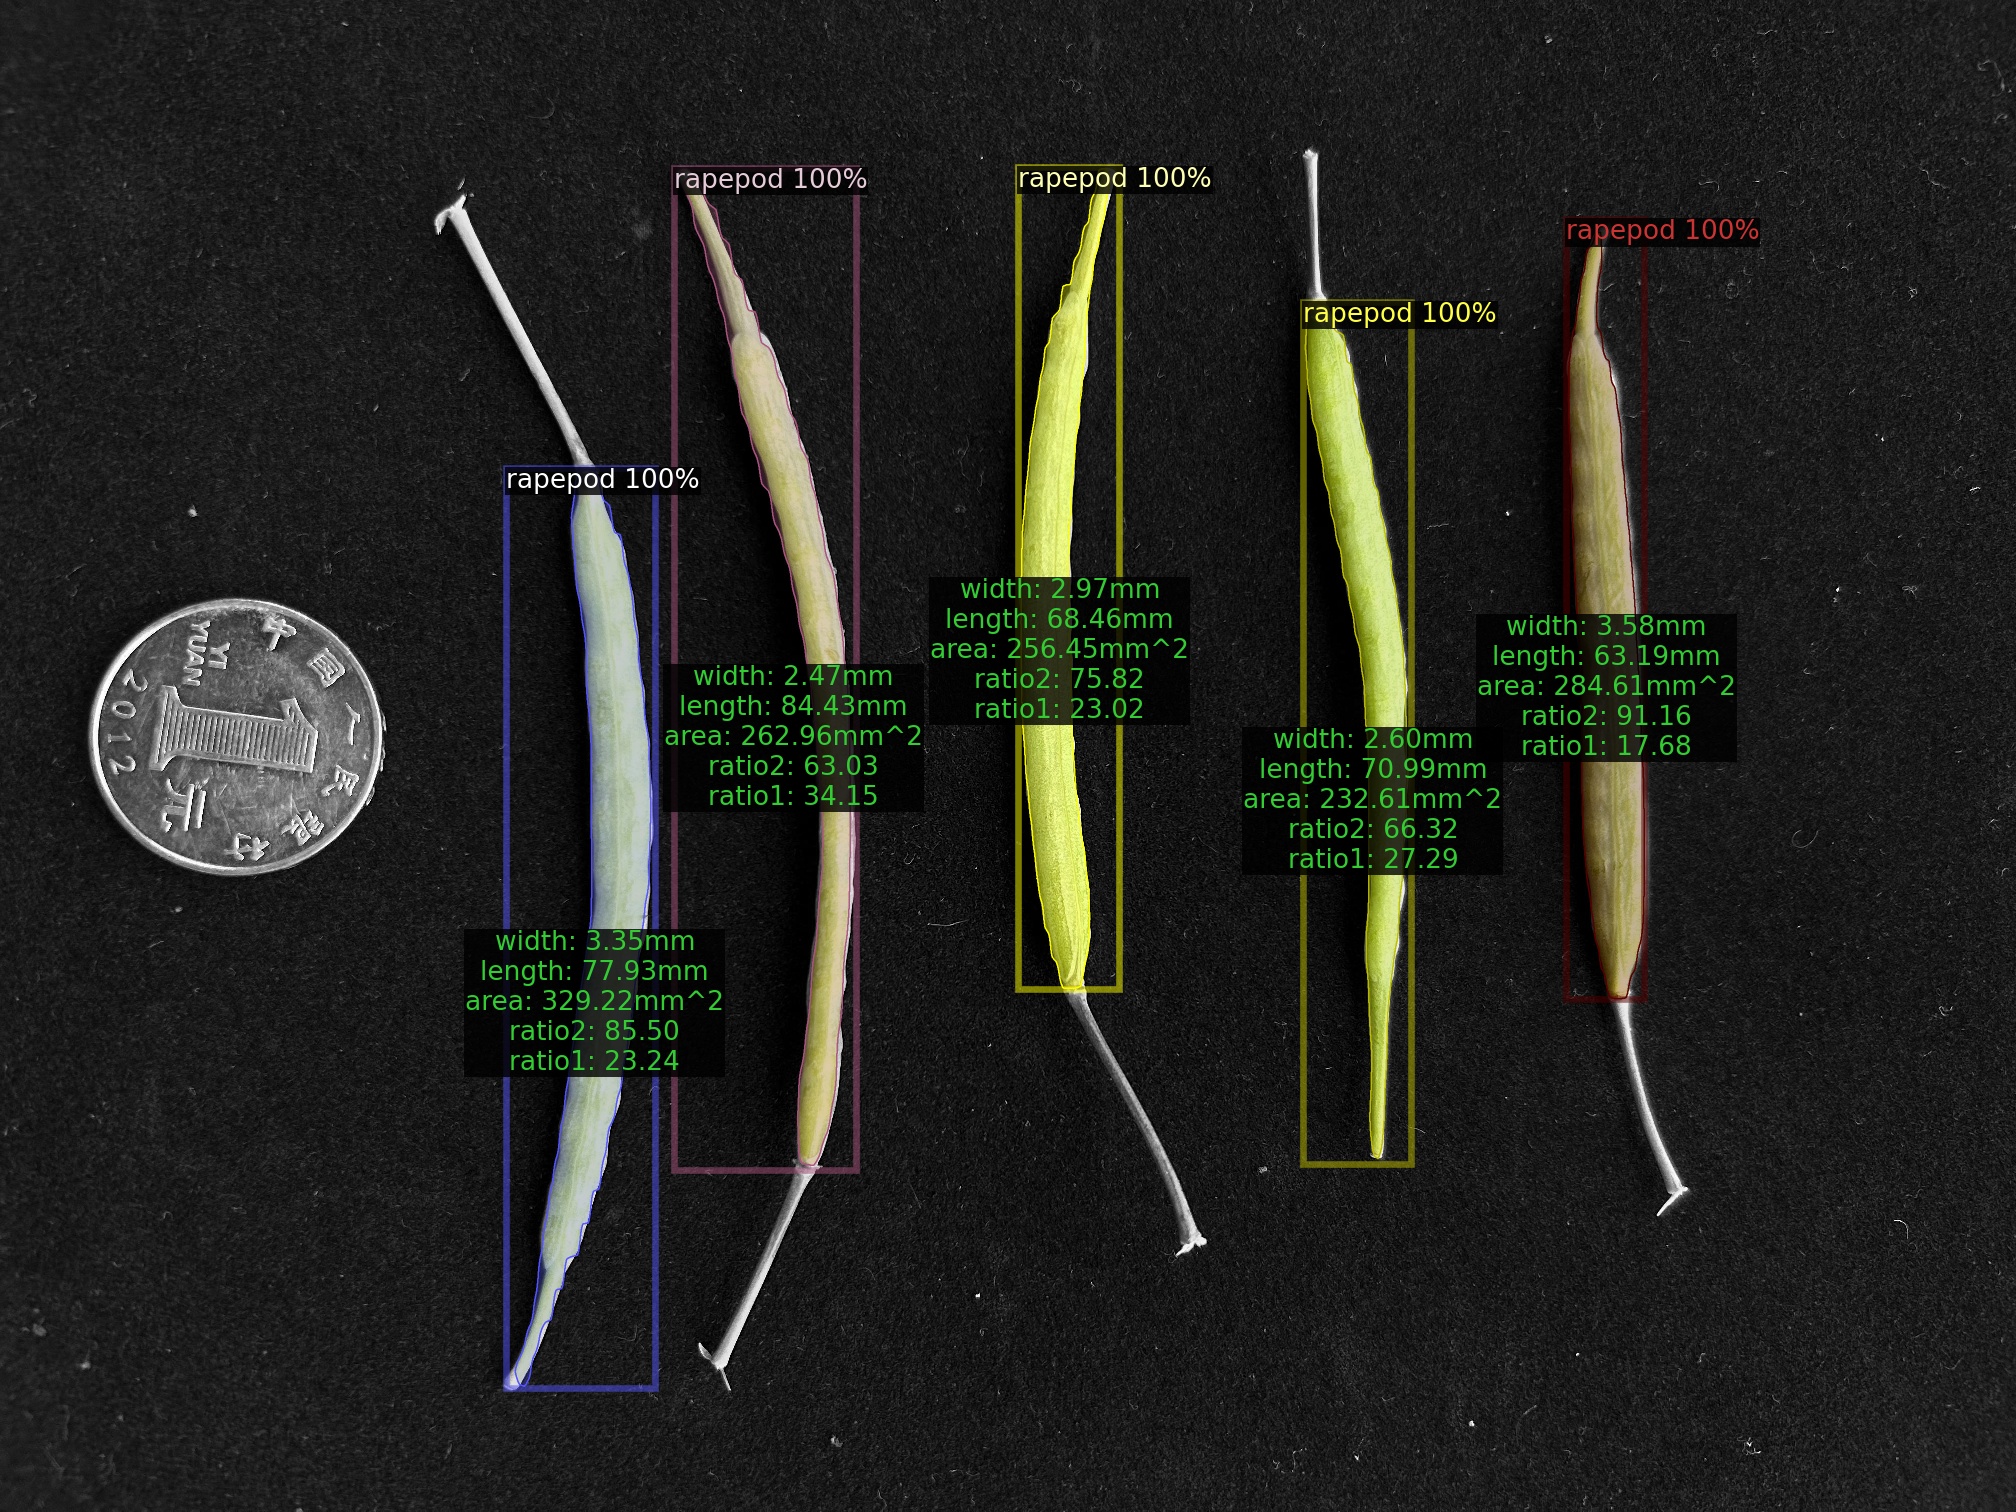 rapepod 100%
rapepod 100%
rapepod 100%
rapepod 100%
rapepod 100%
中国人民银行
YI
YUAN
1
元
2012
width: 3.35mm
length: 77.93mm
area: 329.22mm^2
ratio2: 85.50
ratio1: 23.24
width: 2.47mm
length: 84.43mm
area: 262.96mm^2
ratio2: 63.03
ratio1: 34.15
width: 2.97mm
length: 68.46mm
area: 256.45mm^2
ratio2: 75.82
ratio1: 23.02
width: 2.60mm
length: 70.99mm
area: 232.61mm^2
ratio2: 66.32
ratio1: 27.29
width: 3.58mm
length: 63.19mm
area: 284.61mm^2
ratio2: 91.16
ratio1: 17.68